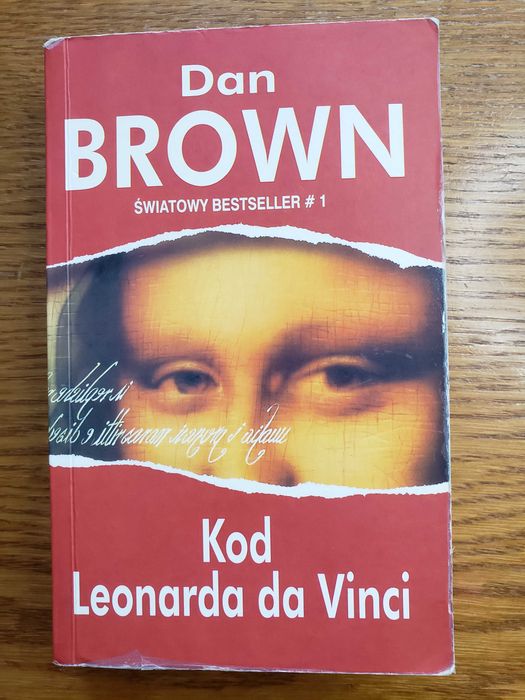 Dan
BROWN
ŚWIATOWY BESTSELLER # 1
Kod
Leonarda da Vinci